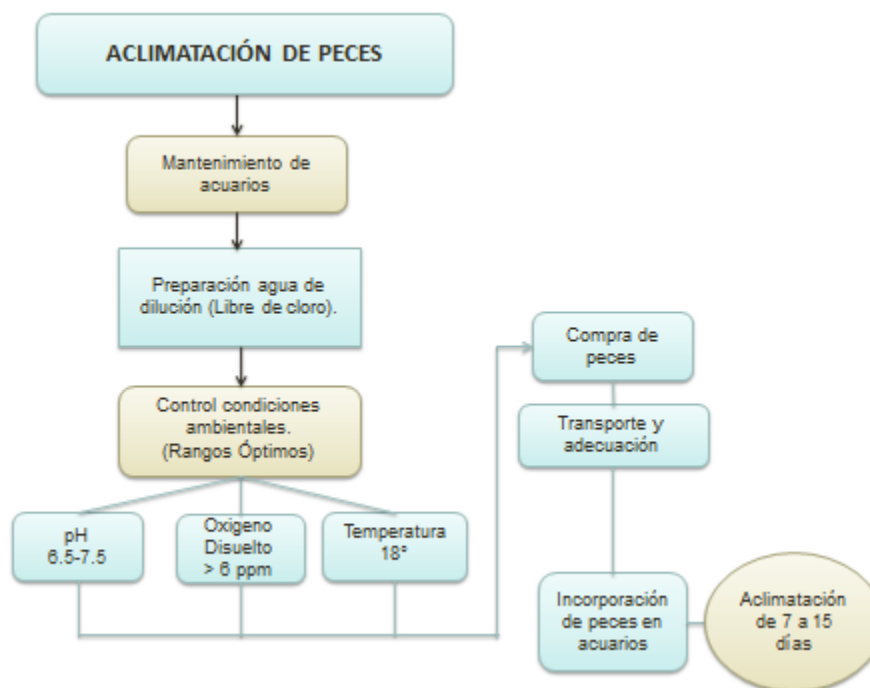 ACLIMATACIÓN DE PECES
Mantenimiento de
acuarios
Preparación agua de
dilución (Libre de cloro).
Control condiciones
ambientales.
(Rangos Óptimos)
pH
6.5-7.5
Oxigeno
Disuelto
> 6 ppm
Temperatura
18°
Compra de
peces
Transporte y
adecuación
Incorporación
de peces en
acuarios
Aclimatación
de 7 a 15
días